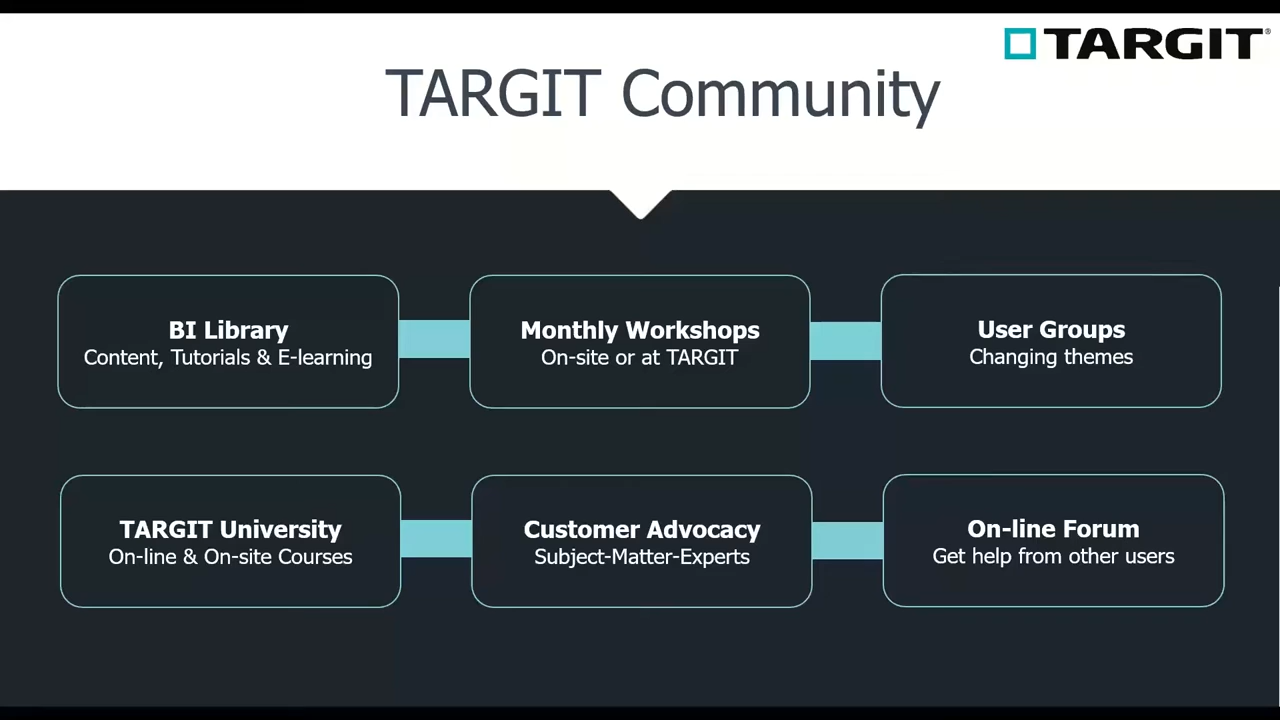 TARGIT®
TARGIT Community
BI Library
Content, Tutorials & E-learning
Monthly Workshops
On-site or at TARGIT
User Groups
Changing themes
TARGIT University
On-line & On-site Courses
Customer Advocacy
Subject-Matter-Experts
On-line Forum
Get help from other users